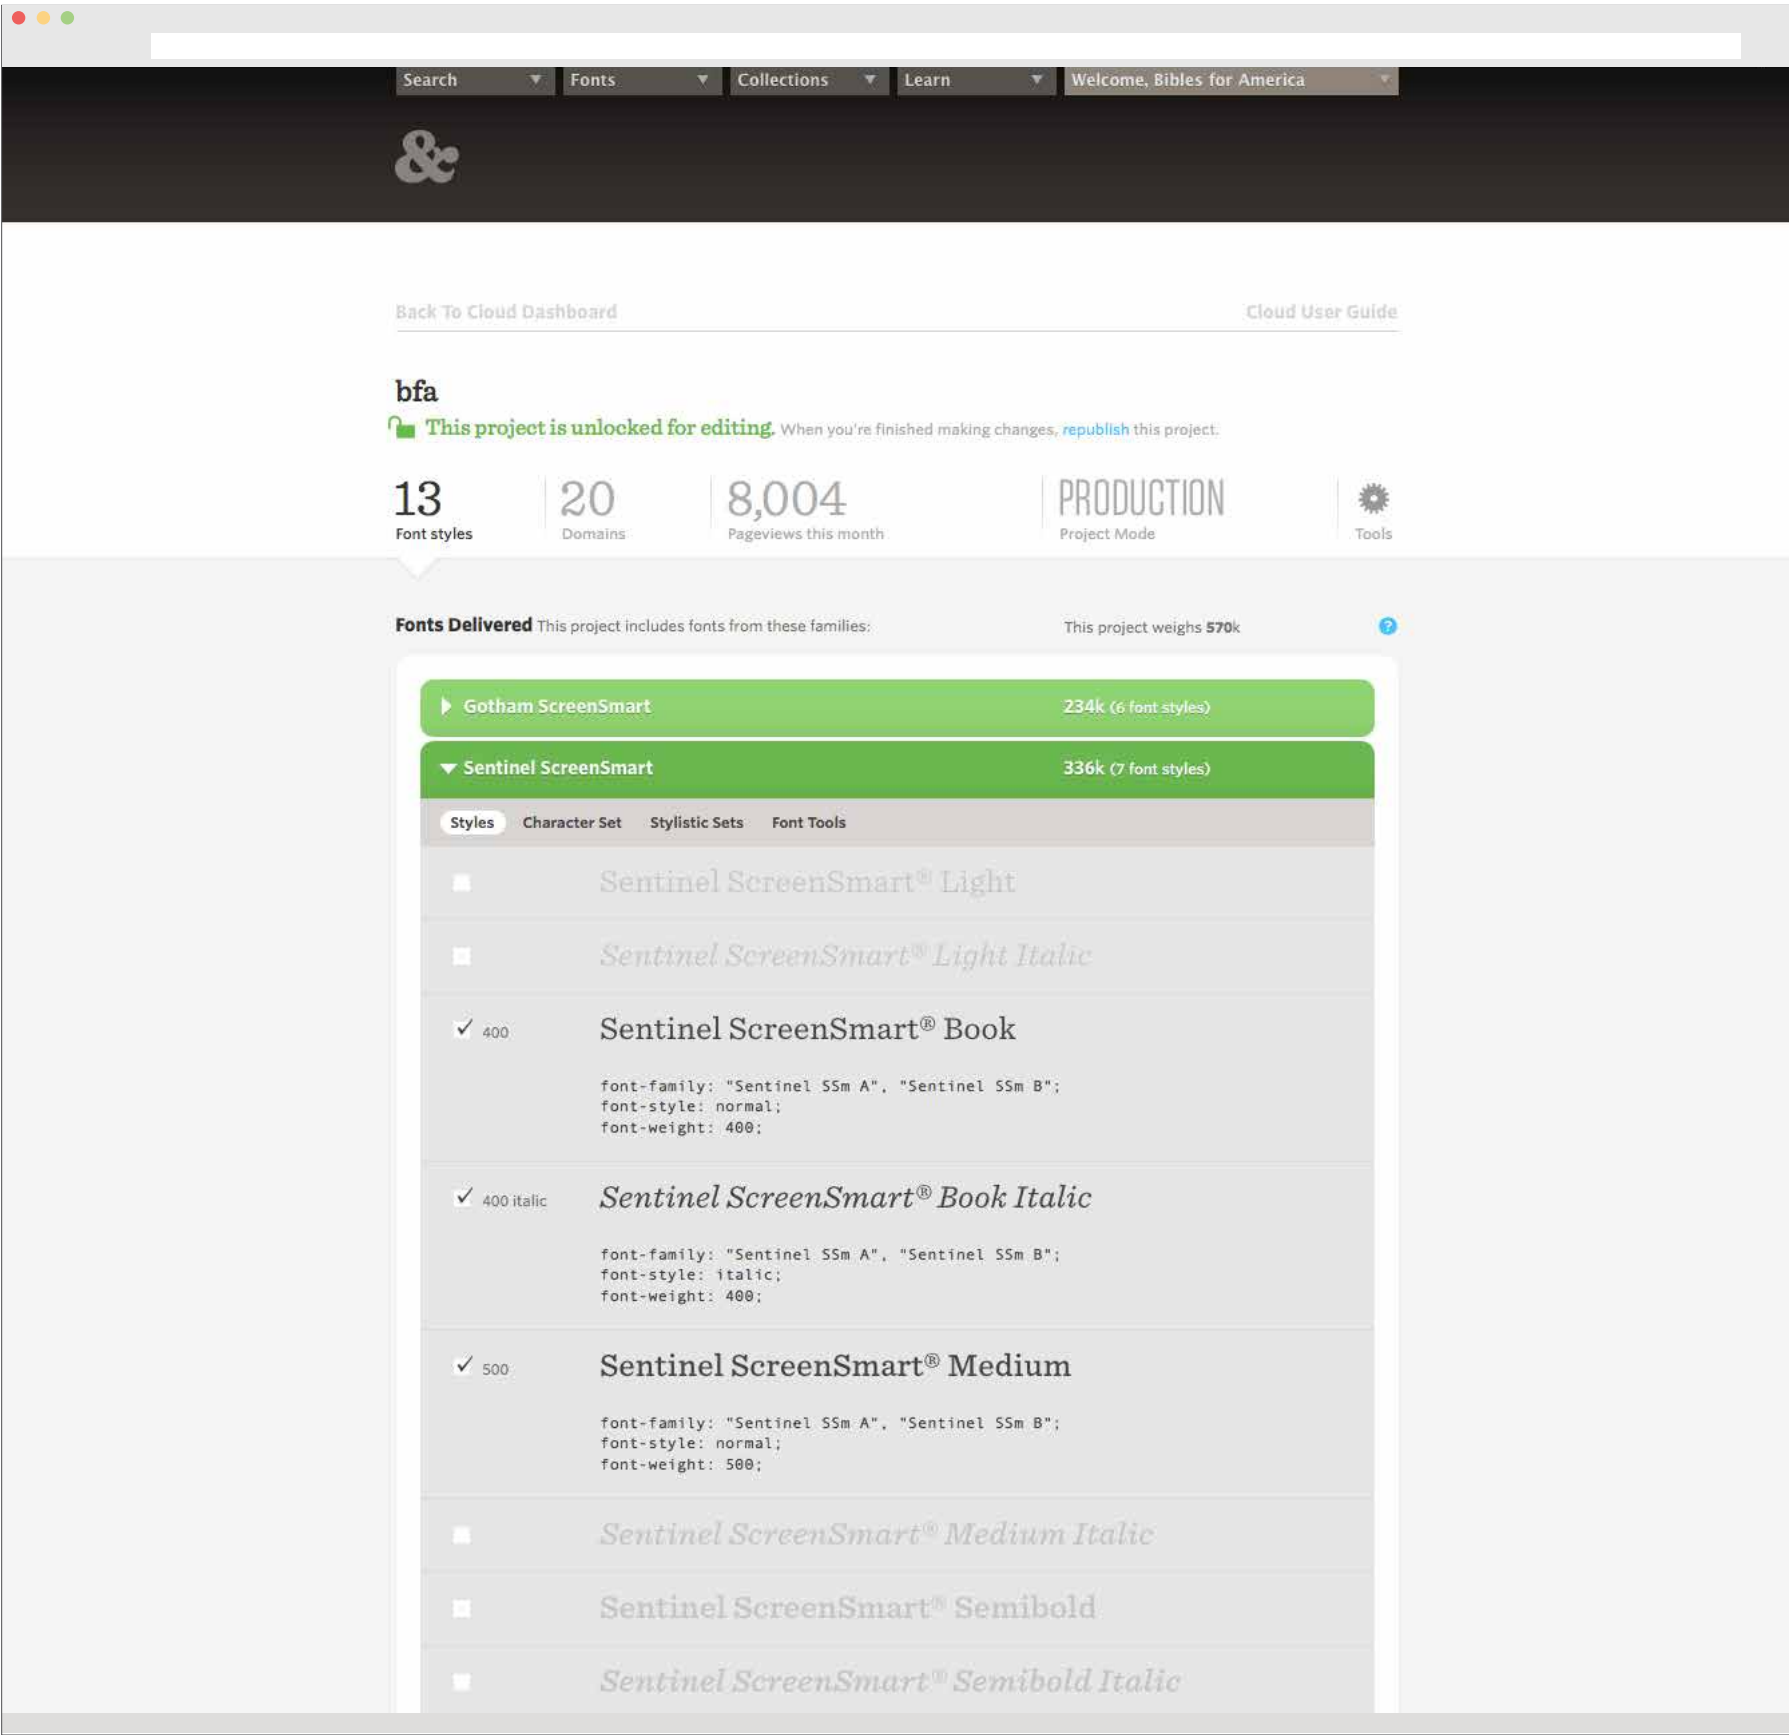 Search Fonts Collections Learn Welcome, Bibles for America
&
Back To Cloud Dashboard Cloud User Guide
bfa
This project is unlocked for editing. When you're finished making changes, republish this project.
13 20 8,004 PRODUCTION
Font styles Domains Pageviews this month Project Mode Tools
Fonts Delivered This project includes fonts from these families: This project weighs 570k ?
Gotham ScreenSmart 234k (6 font styles)
Sentinel ScreenSmart 336k (7 font styles)
Styles Character Set Stylistic Sets Font Tools
Sentinel ScreenSmart® Light
Sentinel ScreenSmart® Light Italic
✓ 400 Sentinel ScreenSmart® Book
font-family: "Sentinel SSm A", "Sentinel SSm B";
font-style: normal;
font-weight: 400;
✓ 400 italic Sentinel ScreenSmart® Book Italic
font-family: "Sentinel SSm A", "Sentinel SSm B";
font-style: italic;
font-weight: 400;
✓ 500 Sentinel ScreenSmart® Medium
font-family: "Sentinel SSm A", "Sentinel SSm B";
font-style: normal;
font-weight: 500;
Sentinel ScreenSmart® Medium Italic
Sentinel ScreenSmart® Semibold
Sentinel ScreenSmart® Semibold Italic